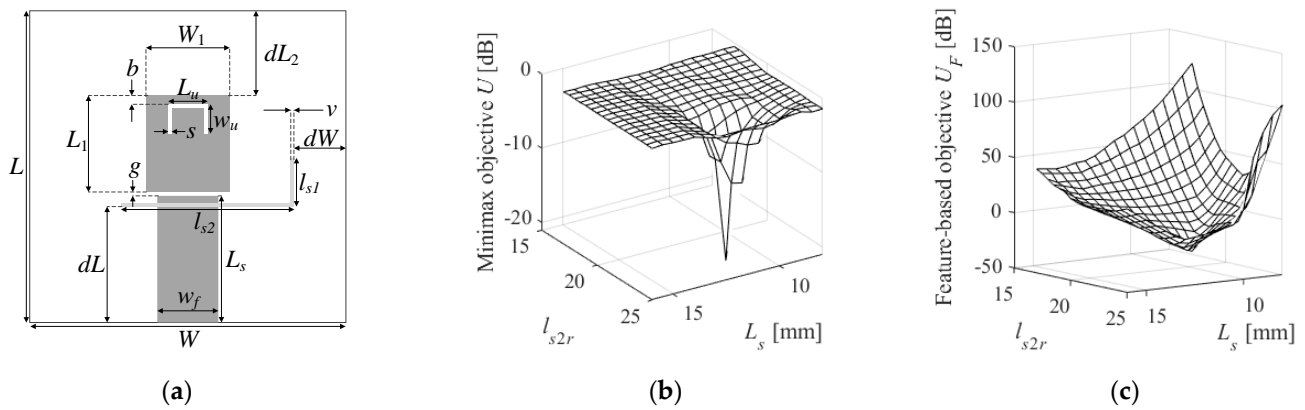 W1
dL2
b
Lu
v
wu
s
dW
L1
L
g
ls1
ls2
dL
Ls
wf
W
(a)
Minimax objective U [dB]
0
-10
-20
15
20
25
ls2r
15
10
Ls [mm]
(b)
Feature-based objective UF [dB]
150
100
50
0
-50
15
20
25
ls2r
15
10
Ls [mm]
(c)